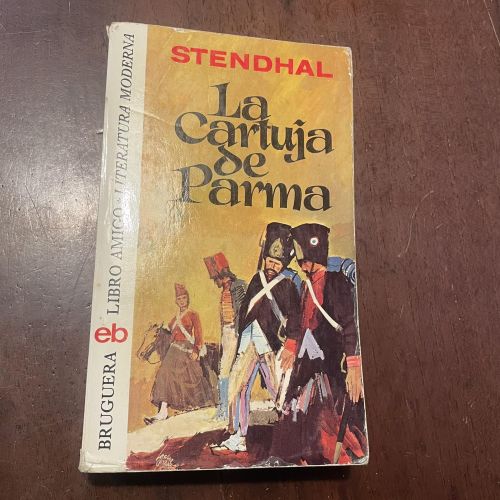 STENDHAL
La
Cartuja
de
Parma
BRUGUERA eb LIBRO AMIGO · LITERATURA MODERNA